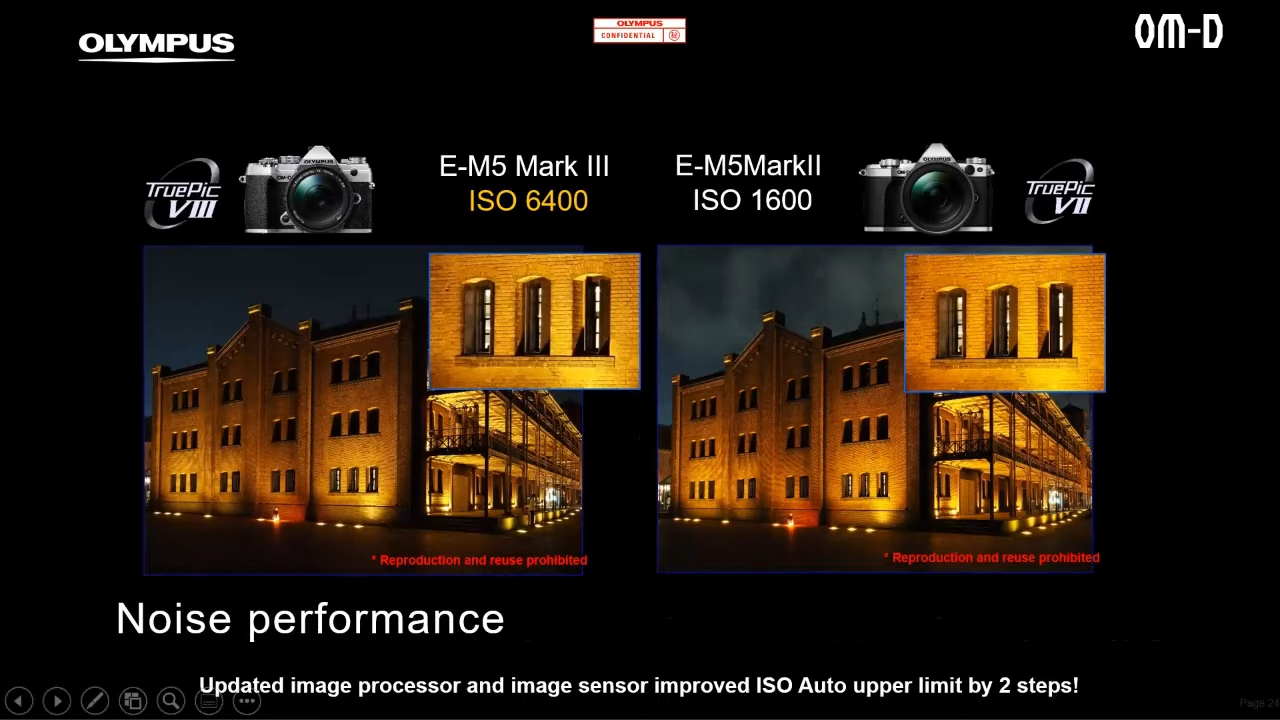 OLYMPUS
OLYMPUS
CONFIDENTIAL
OM-D
TruePic
VIII
E-M5 Mark III
ISO 6400
E-M5MarkII
ISO 1600
TruePic
VII
* Reproduction and reuse prohibited
* Reproduction and reuse prohibited
Noise performance
Updated image processor and image sensor improved ISO Auto upper limit by 2 steps!